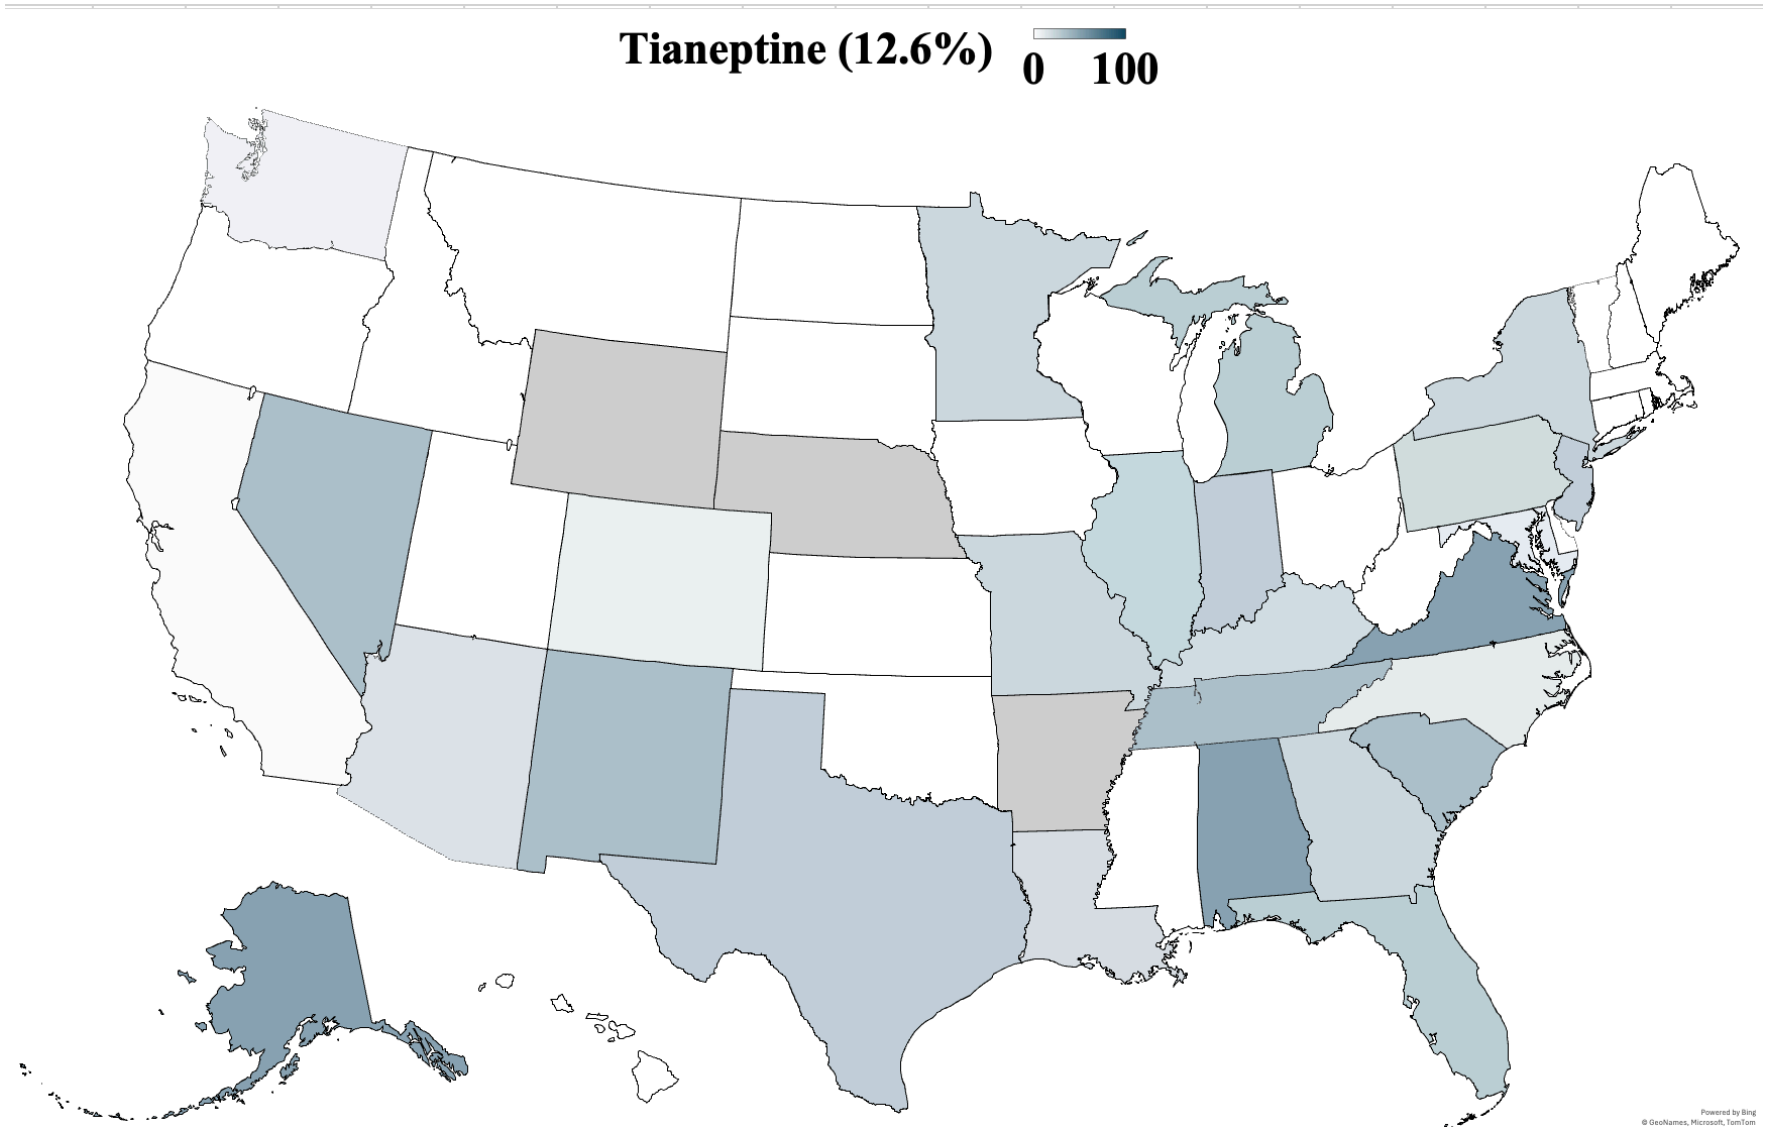 Tianeptine (12.6%)
0 100
Powered by Bing
© GeoNames, Microsoft, TomTom